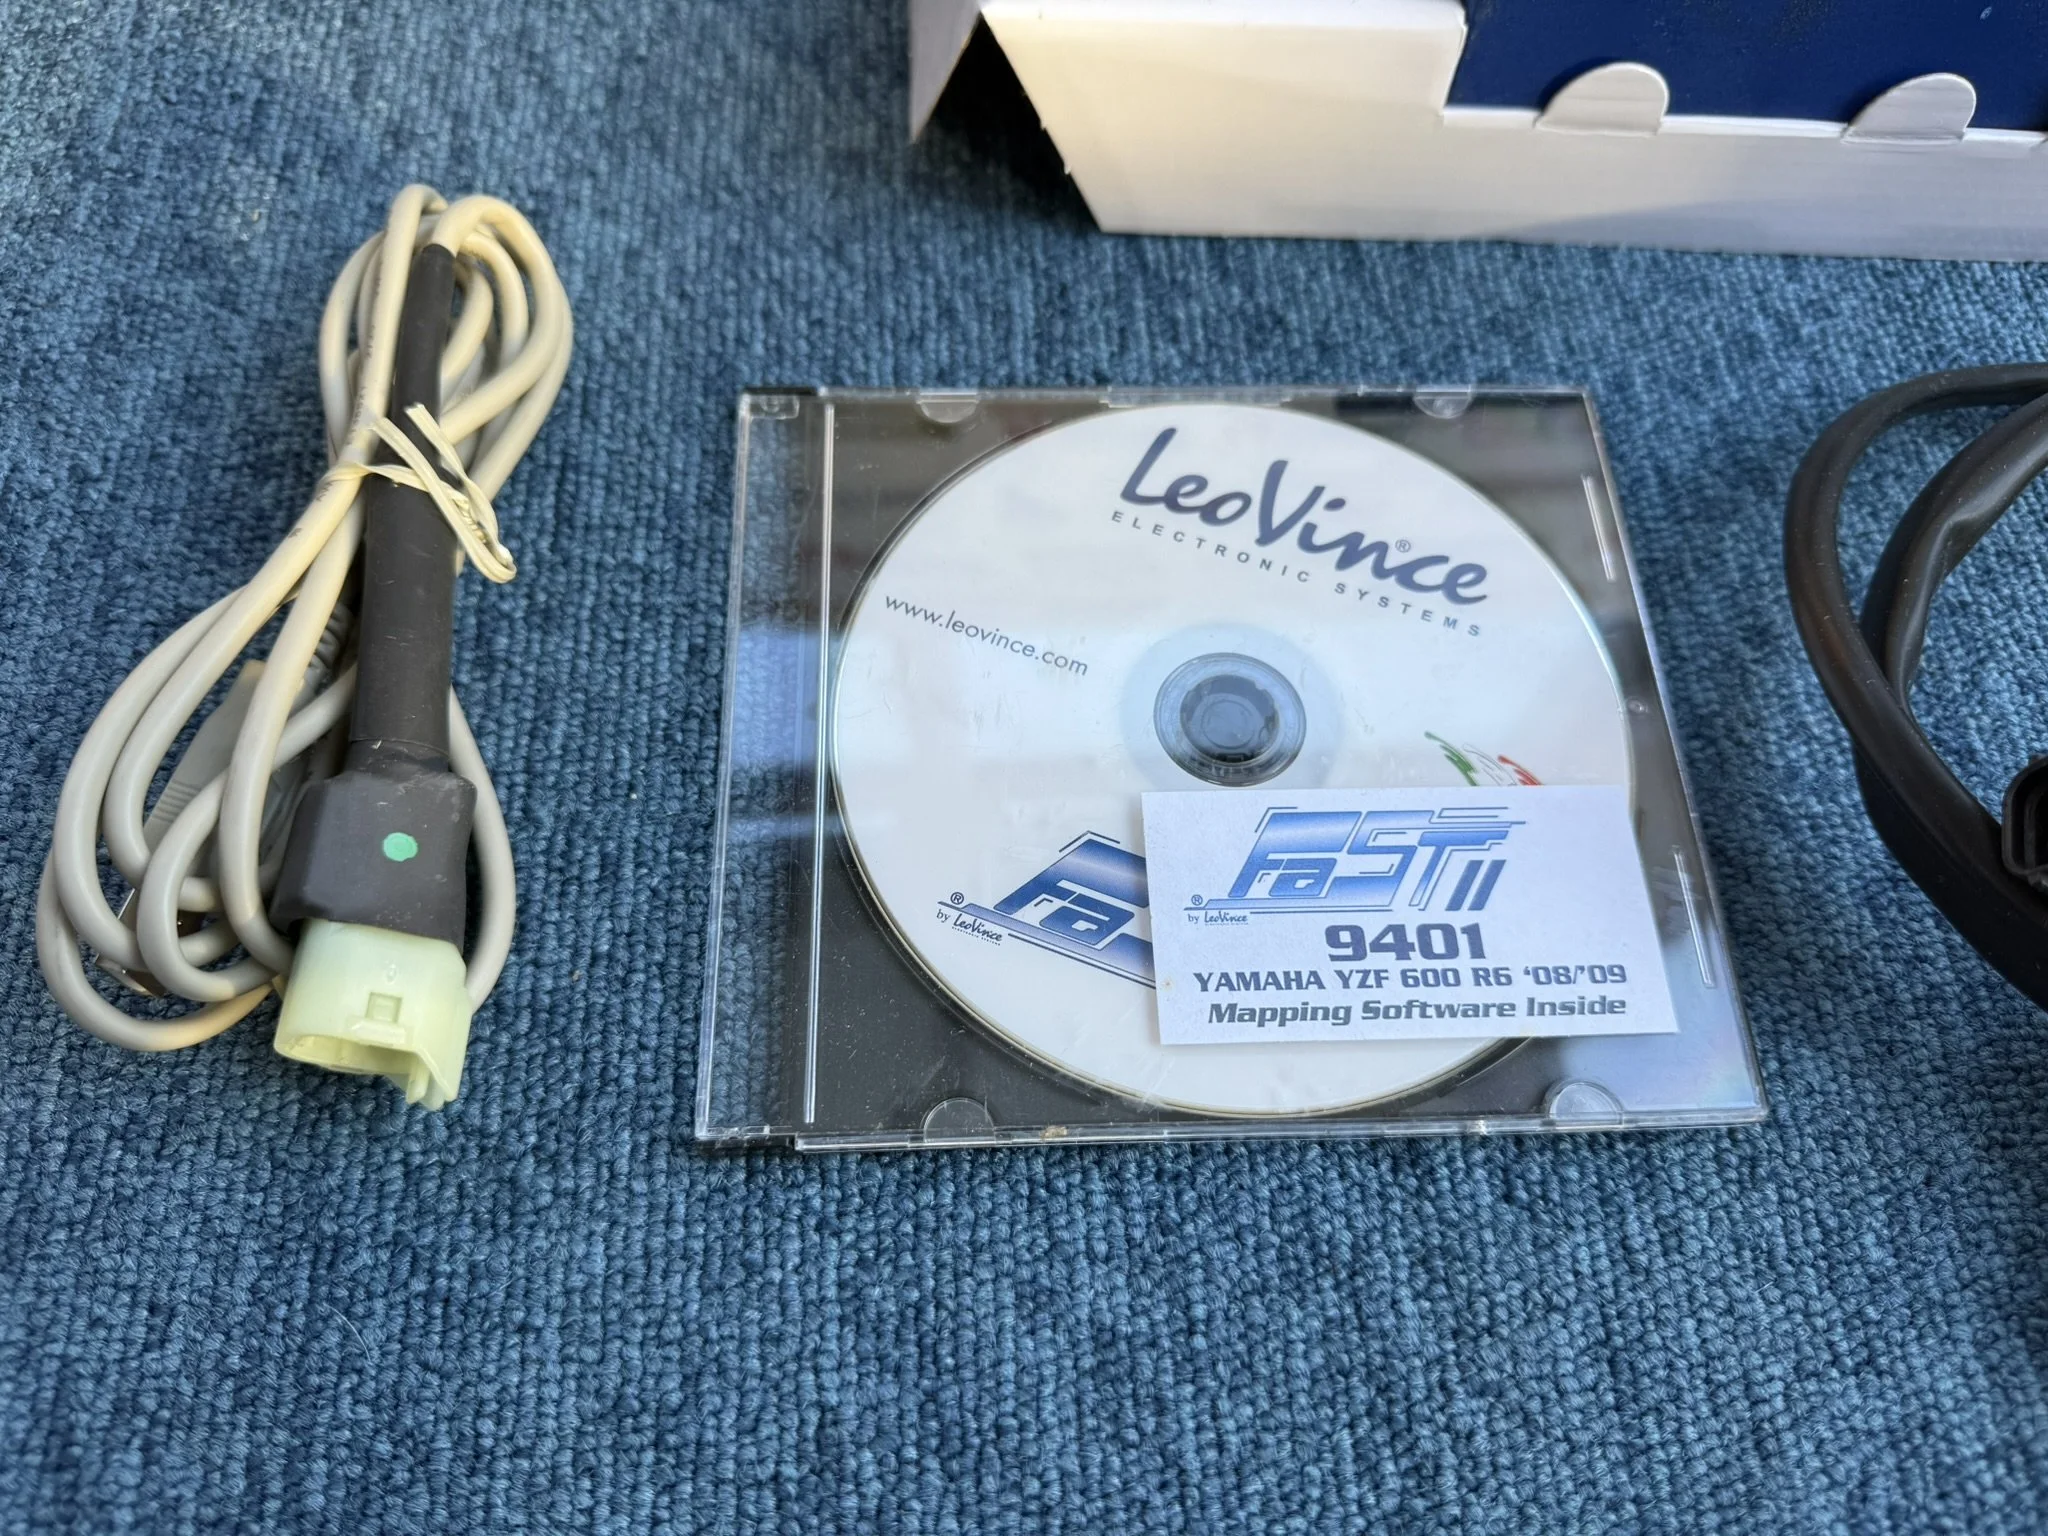 LeoVince®
ELECTRONIC SYSTEMS
www.leovince.com
Fa
®
by LeoVince
FaST II
®
by LeoVince
9401
YAMAHA YZF 600 R6 '08/'09
Mapping Software Inside